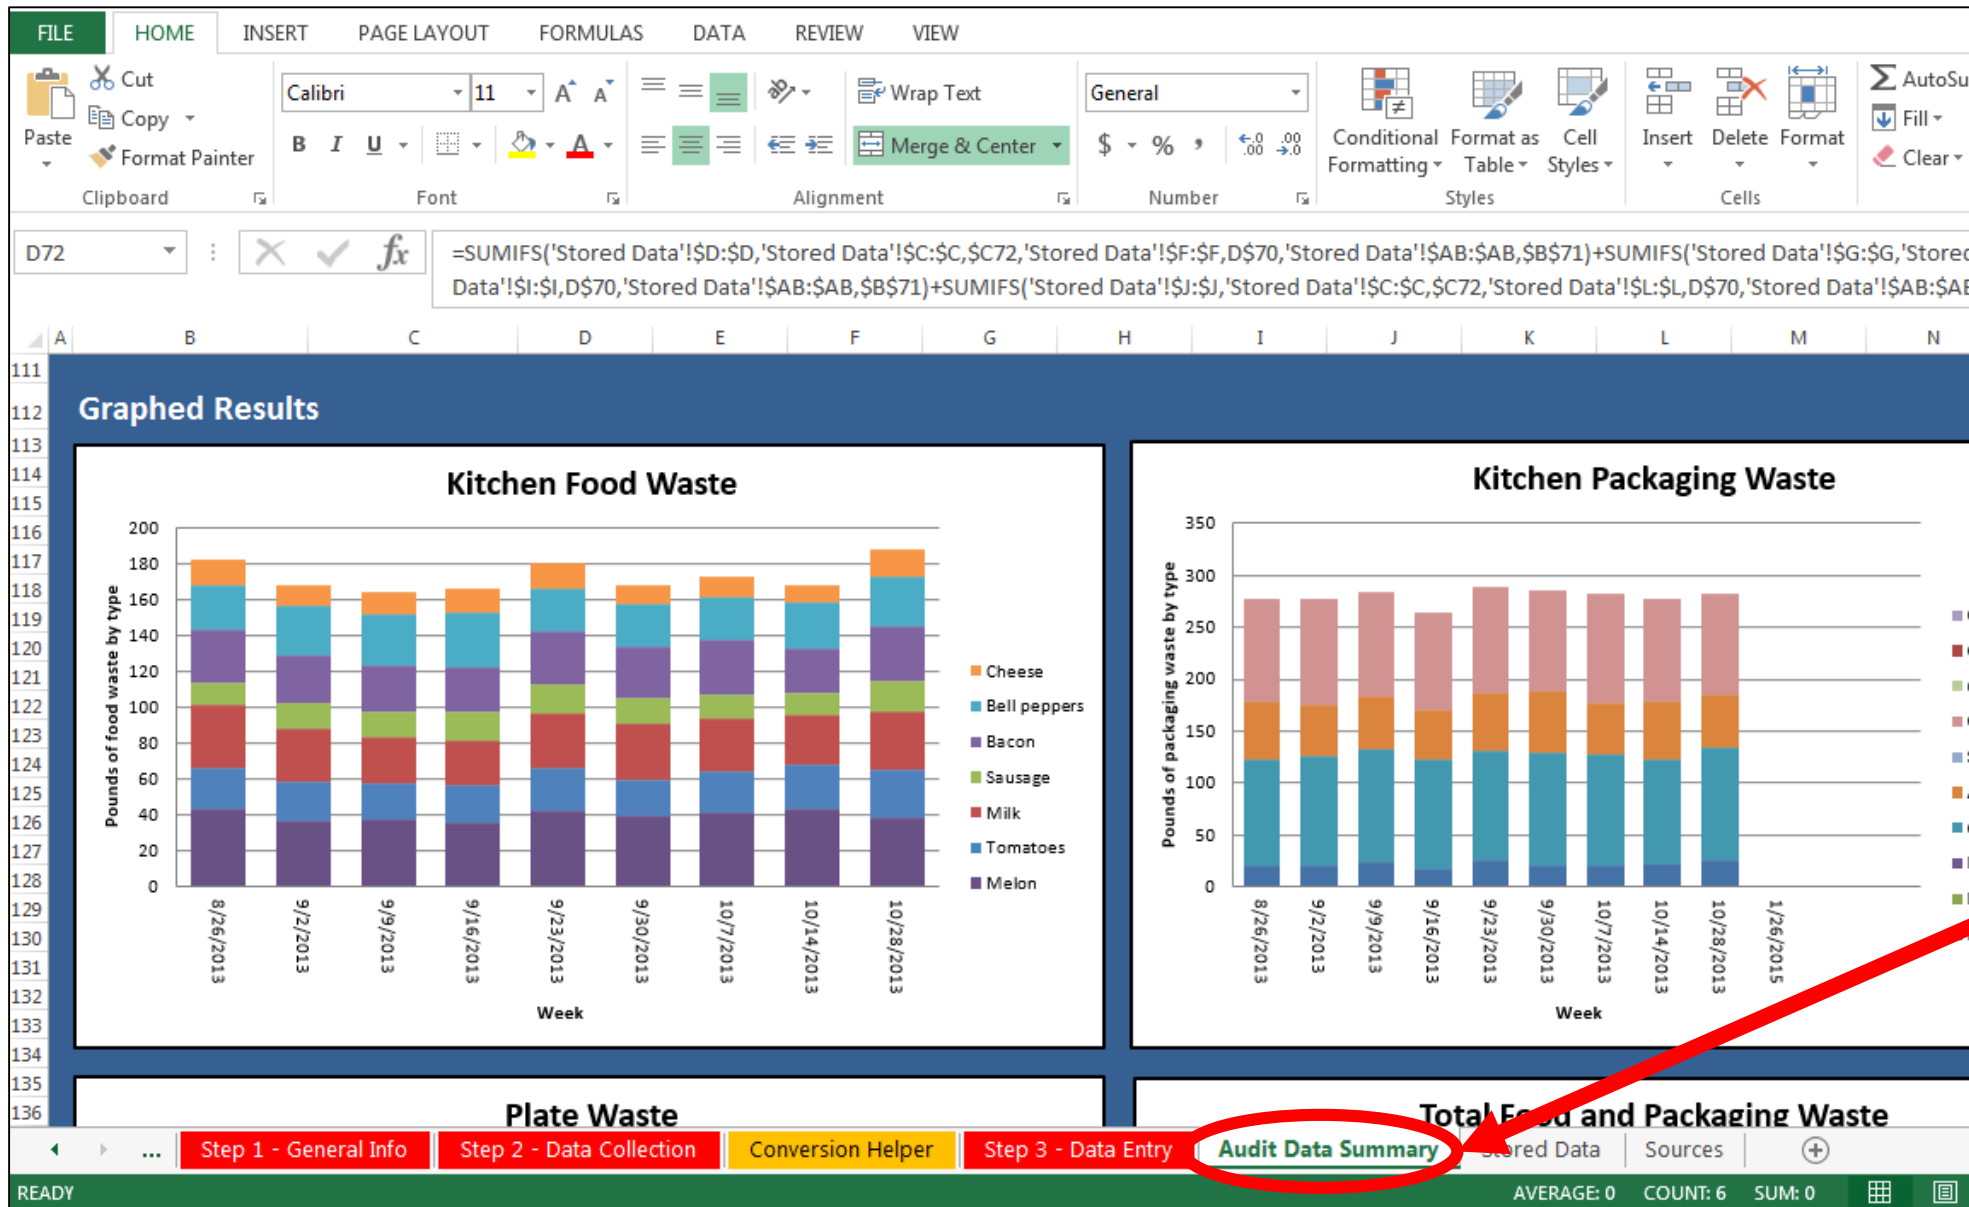 FILE HOME INSERT PAGE LAYOUT FORMULAS DATA REVIEW VIEW
Cut
Copy
Format Painter
Paste
Clipboard
Calibri 11 A A
B I U A
Font
Wrap Text
Merge & Center
Alignment
General
$ % , .0 .00 .00 .0
Number
Conditional Formatting
Format as Table
Cell Styles
Styles
Insert Delete Format
Cells
AutoSu
Fill
Clear
D72 fx =SUMIFS('Stored Data'!$D:$D,'Stored Data'!$C:$C,$C72,'Stored Data'!$F:$F,D$70,'Stored Data'!$AB:$AB,$B$71)+SUMIFS('Stored Data'!$G:$G,'Stored
Data'!$I:$I,D$70,'Stored Data'!$AB:$AB,$B$71)+SUMIFS('Stored Data'!$J:$J,'Stored Data'!$C:$C,$C72,'Stored Data'!$L:$L,D$70,'Stored Data'!$AB:$AB
A B C D E F G H I J K L M N
111
112
113
114
115
116
117
118
119
120
121
122
123
124
125
126
127
128
129
130
131
132
133
134
135
136
Graphed Results
Kitchen Food Waste
Pounds of food waste by type
200
180
160
140
120
100
80
60
40
20
0
8/26/2013 9/2/2013 9/9/2013 9/16/2013 9/23/2013 9/30/2013 10/7/2013 10/14/2013 10/28/2013
Week
Cheese
Bell peppers
Bacon
Sausage
Milk
Tomatoes
Melon
Kitchen Packaging Waste
Pounds of packaging waste by type
350
300
250
200
150
100
50
0
8/26/2013 9/2/2013 9/9/2013 9/16/2013 9/23/2013 9/30/2013 10/7/2013 10/14/2013 10/28/2013 1/26/2015
Week
Plate Waste
Total Food and Packaging Waste
... Step 1 - General Info Step 2 - Data Collection Conversion Helper Step 3 - Data Entry Audit Data Summary Stored Data Sources
READY AVERAGE: 0 COUNT: 6 SUM: 0